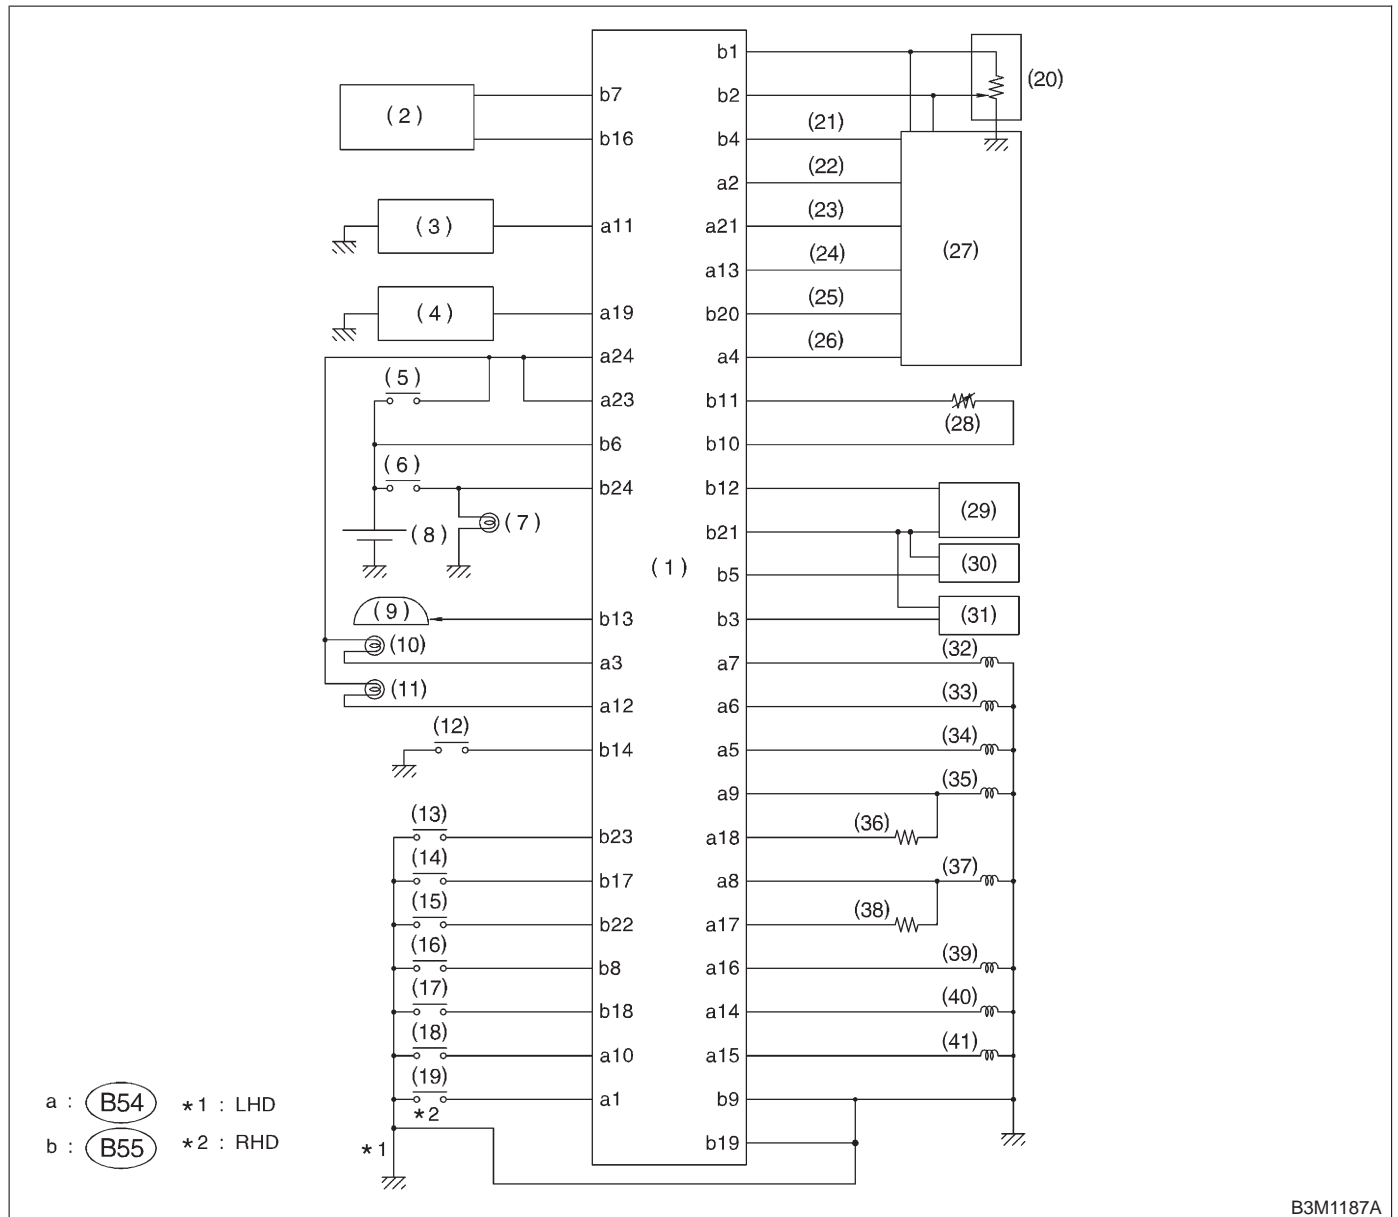 b1
(20)
b7
b2
(2)
(21)
b16
b4
(22)
a2
(23)
(3)
a11
a21
(27)
(24)
a13
(25)
(4)
a19
b20
(26)
a24
a4
(5)
a23
b11
(28)
b6
b10
(6)
b24
b12
(29)
(7)
(8)
b21
(30)
(1)
b5
(9)
b13
b3
(31)
(10)
(32)
a3
a7
(11)
(33)
a12
a6
(12)
(34)
b14
a5
(35)
a9
(13)
(36)
b23
a18
(14)
(37)
b17
a8
(15)
(38)
b22
a17
(16)
(39)
b8
a16
(17)
(40)
b18
a14
(18)
(41)
a10
a15
(19)
a : B54 *1 : LHD
a1
b9
*2
b : B55 *2 : RHD
*1
b19
B3M1187A